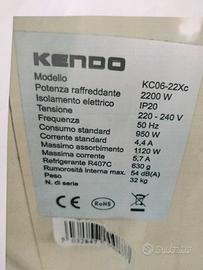 KENDO
Modello KC06-22Xc
Potenza raffreddante 2200 W
Isolamento elettrico IP20
Tensione 220 - 240 V
Frequenza 50 Hz
Consumo standard 950 W
Corrente standard 4,4 A
Massimo assorbimento 1120 W
Massima corrente 5,7 A
Refrigerante R407C 630 g
Rumorosità interna max. 54 dB(A)
Peso 32 kg
N. di serie
CE
RoHS
subito